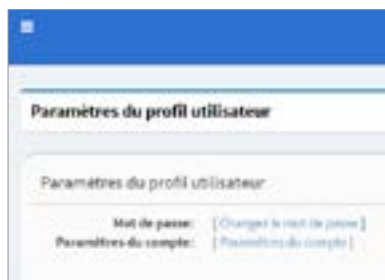 Paramètres du profil utilisateur
Paramètres du profil utilisateur
Mot de passe: [ Changer le mot de passe ]
Paramètres du compte: [ Paramètres du compte ]